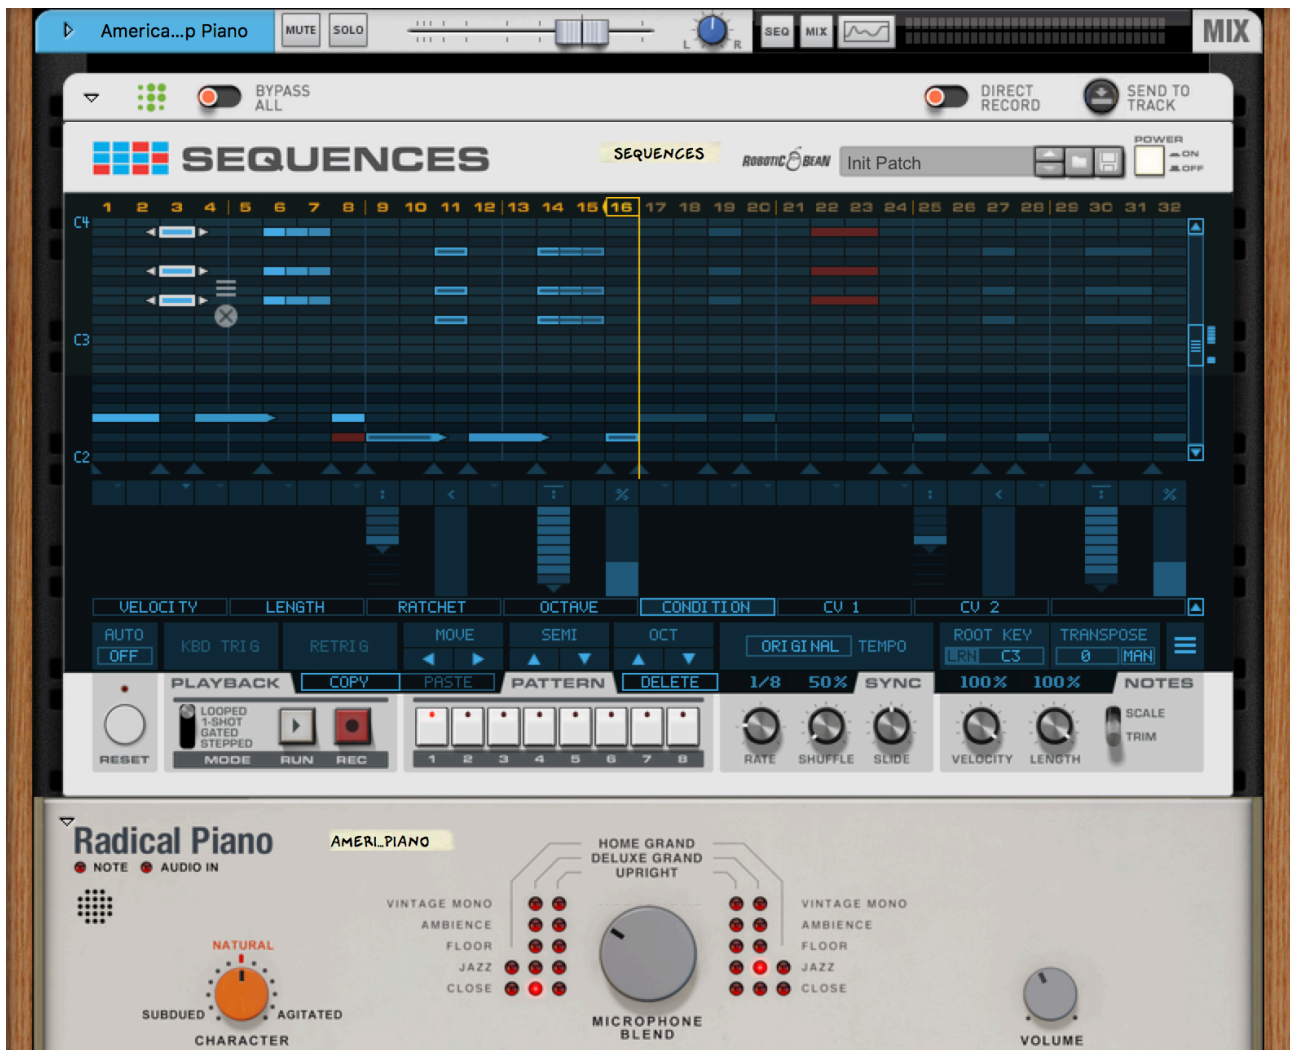 America...p Piano MUTE SOLO L R SEQ MIX MIX
BYPASS ALL DIRECT RECORD SEND TO TRACK
SEQUENCES SEQUENCES ROBOTIC BEAN Init Patch POWER ON OFF
1 2 3 4 5 6 7 8 9 10 11 12 13 14 15 16 17 18 19 20 21 22 23 24 25 26 27 28 29 30 31 32
C4
C3
C2
: < ÷ % : < ÷ %
VELOCITY LENGTH RATCHET OCTAVE CONDITION CV 1 CV 2
AUTO KBD TRIG RETRIG MOVE SEMI OCT ORIGINAL TEMPO ROOT KEY TRANSPOSE
OFF LRN C3 0 MAN
PLAYBACK COPY PASTE PATTERN DELETE 1/8 50% SYNC 100% 100% NOTES
LOOPED
1-SHOT
GATED
STEPPED
SCALE
TRIM
RESET MODE RUN REC 1 2 3 4 5 6 7 8 RATE SHUFFLE SLIDE VELOCITY LENGTH
Radical Piano AMERI_PIANO
NOTE AUDIO IN
HOME GRAND
DELUXE GRAND
UPRIGHT
VINTAGE MONO VINTAGE MONO
AMBIENCE AMBIENCE
FLOOR FLOOR
JAZZ JAZZ
CLOSE CLOSE
NATURAL
SUBDUED AGITATED
CHARACTER
MICROPHONE
BLEND
VOLUME